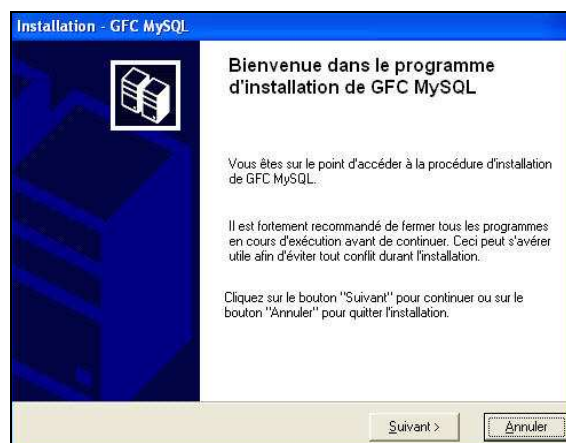 Installation - GFC MySQL
Bienvenue dans le programme
d'installation de GFC MySQL
Vous êtes sur le point d'accéder à la procédure d'installation
de GFC MySQL.
Il est fortement recommandé de fermer tous les programmes
en cours d'exécution avant de continuer. Ceci peut s'avérer
utile afin d'éviter tout conflit durant l'installation.
Cliquez sur le bouton "Suivant" pour continuer ou sur le
bouton "Annuler" pour quitter l'installation.
Suivant > Annuler